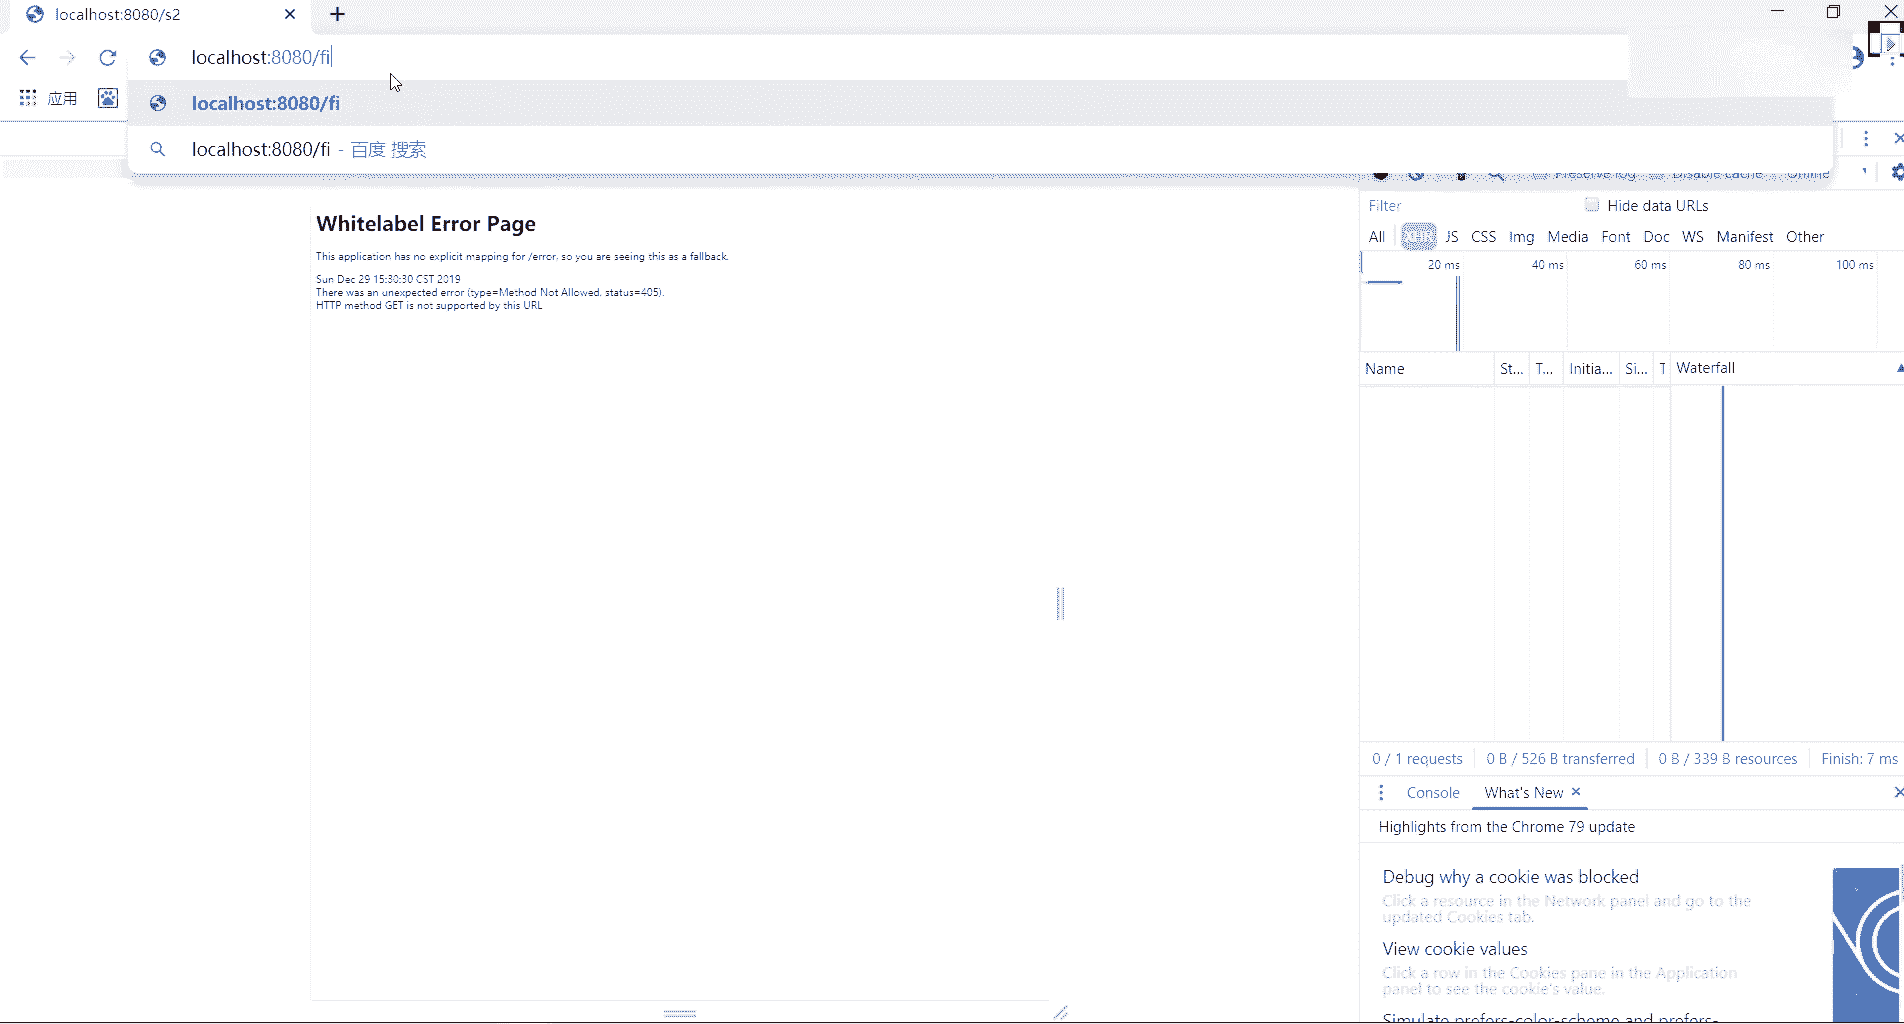 localhost:8080/s2
localhost:8080/fi
应用
localhost:8080/fi
localhost:8080/fi - 百度 搜索
Preserve log Disable cache Online
Filter
Hide data URLs
All XHR JS CSS Img Media Font Doc WS Manifest Other
20 ms 40 ms 60 ms 80 ms 100 ms
Whitelabel Error Page
This application has no explicit mapping for /error, so you are seeing this as a fallback.
Sun Dec 29 15:30:30 CST 2019
There was an unexpected error (type=Method Not Allowed, status=405).
HTTP method GET is not supported by this URL
Name St... T... Initia... Si... T Waterfall
0 / 1 requests 0 B / 526 B transferred 0 B / 339 B resources Finish: 7 ms
Console What's New
Highlights from the Chrome 79 update
Debug why a cookie was blocked
Click a resource in the Network panel and go to the
updated Cookies tab.
View cookie values
Click a row in the Cookies pane in the Application
panel to see the cookie's value.
Simulate prefers-color-scheme and prefers-